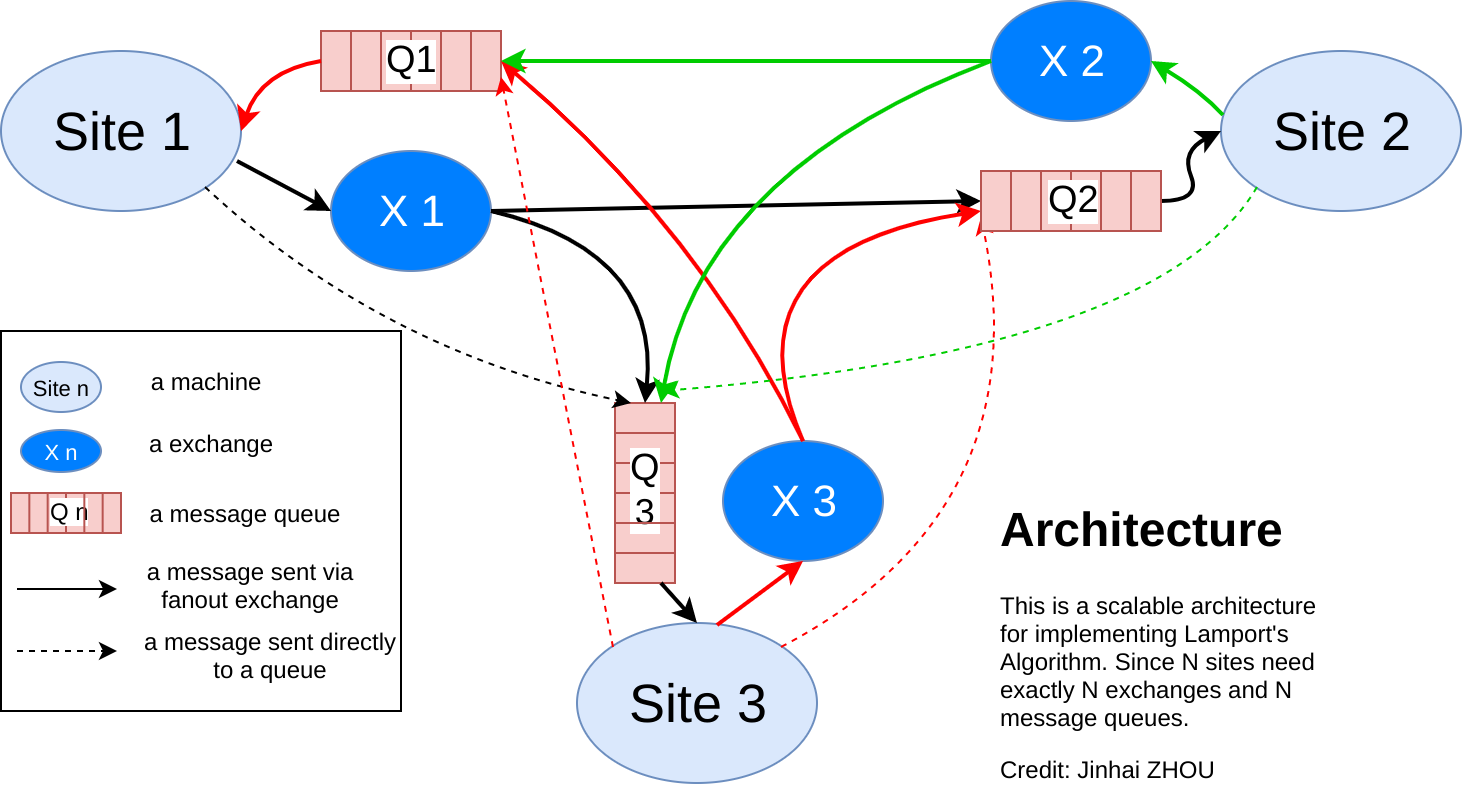 Q1
X 2
Site 1
Site 2
X 1
Q2
Site n
a machine
X n
a exchange
Q n
a message queue
a message sent via
fanout exchange
a message sent directly
to a queue
Q
3
X 3
Site 3
Architecture
This is a scalable architecture
for implementing Lamport's
Algorithm. Since N sites need
exactly N exchanges and N
message queues.
Credit: Jinhai ZHOU